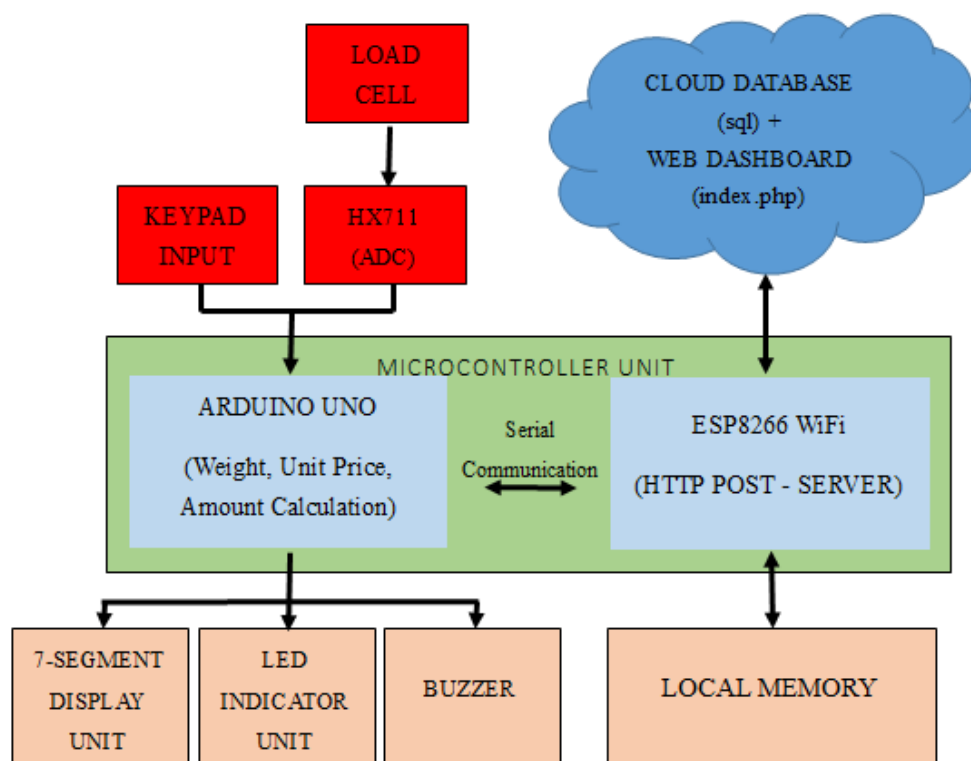 LOAD
CELL
CLOUD DATABASE
(sql) +
WEB DASHBOARD
(index.php)
KEYPAD
INPUT
HX711
(ADC)
MICROCONTROLLER UNIT
ARDUINO UNO
(Weight, Unit Price,
Amount Calculation)
Serial
Communication
ESP8266 WiFi
(HTTP POST - SERVER)
7-SEGMENT
DISPLAY
UNIT
LED
INDICATOR
UNIT
BUZZER
LOCAL MEMORY